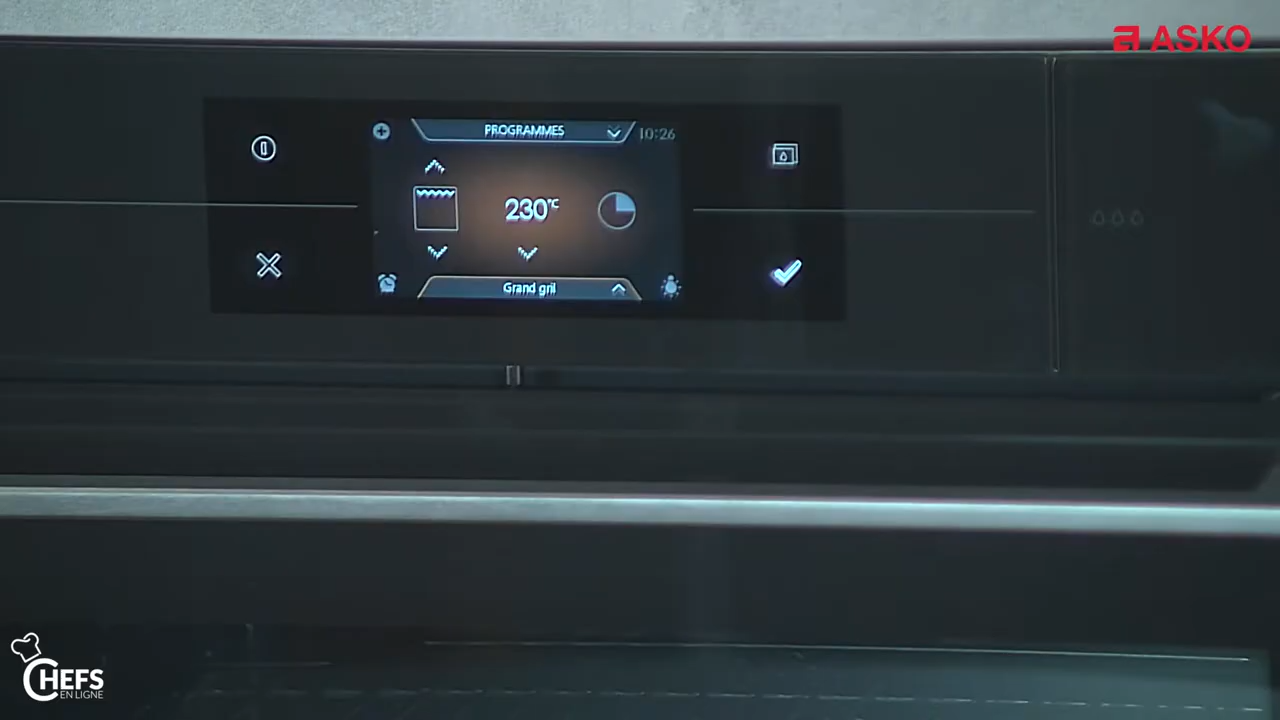 ASKO
PROGRAMMES
10:26
230°C
Grand gril
CHEFS
EN LIGNE